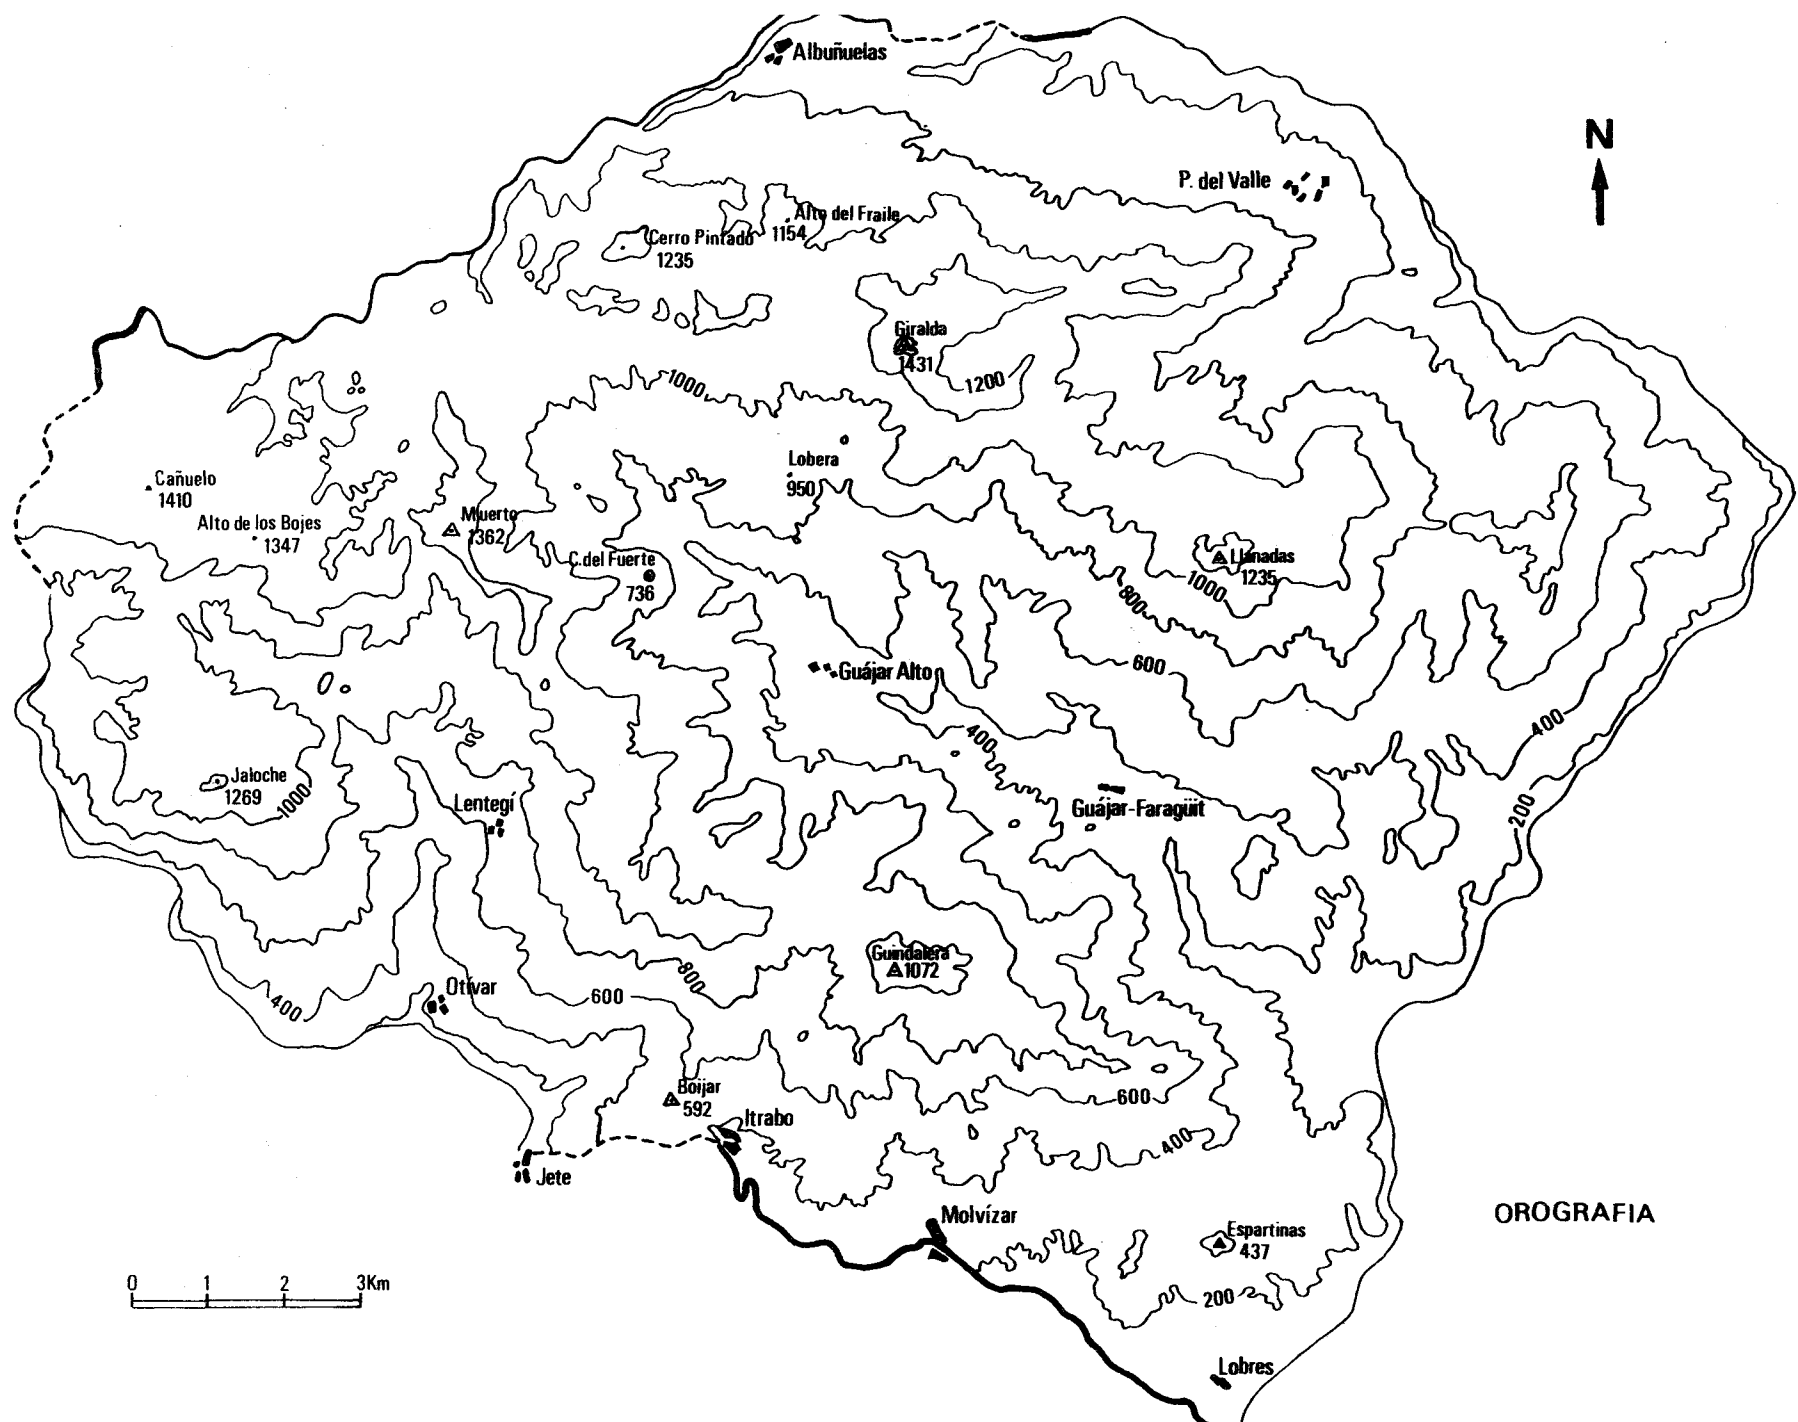 Albuñuelas
N
P. del Valle
Alto del Fraile
1154
Cerro Pintado
1235
Giralda
1431
1200
1000
Lobera
950
Cañuelo
1410
Alto de los Bojes
1347
Muerto
1362
C. del Fuerte
736
Llanadas
1235
1000
800
600
Guájar Alto
400
400
Jaloche
1269
1000
Lentegí
Guájar-Faragüit
200
Guindalera
1072
800
600
Otívar
400
Boijar
592
600
Itrabo
400
Jete
Molvízar
OROGRAFIA
Espartinas
437
200
0 1 2 3Km
Lobres